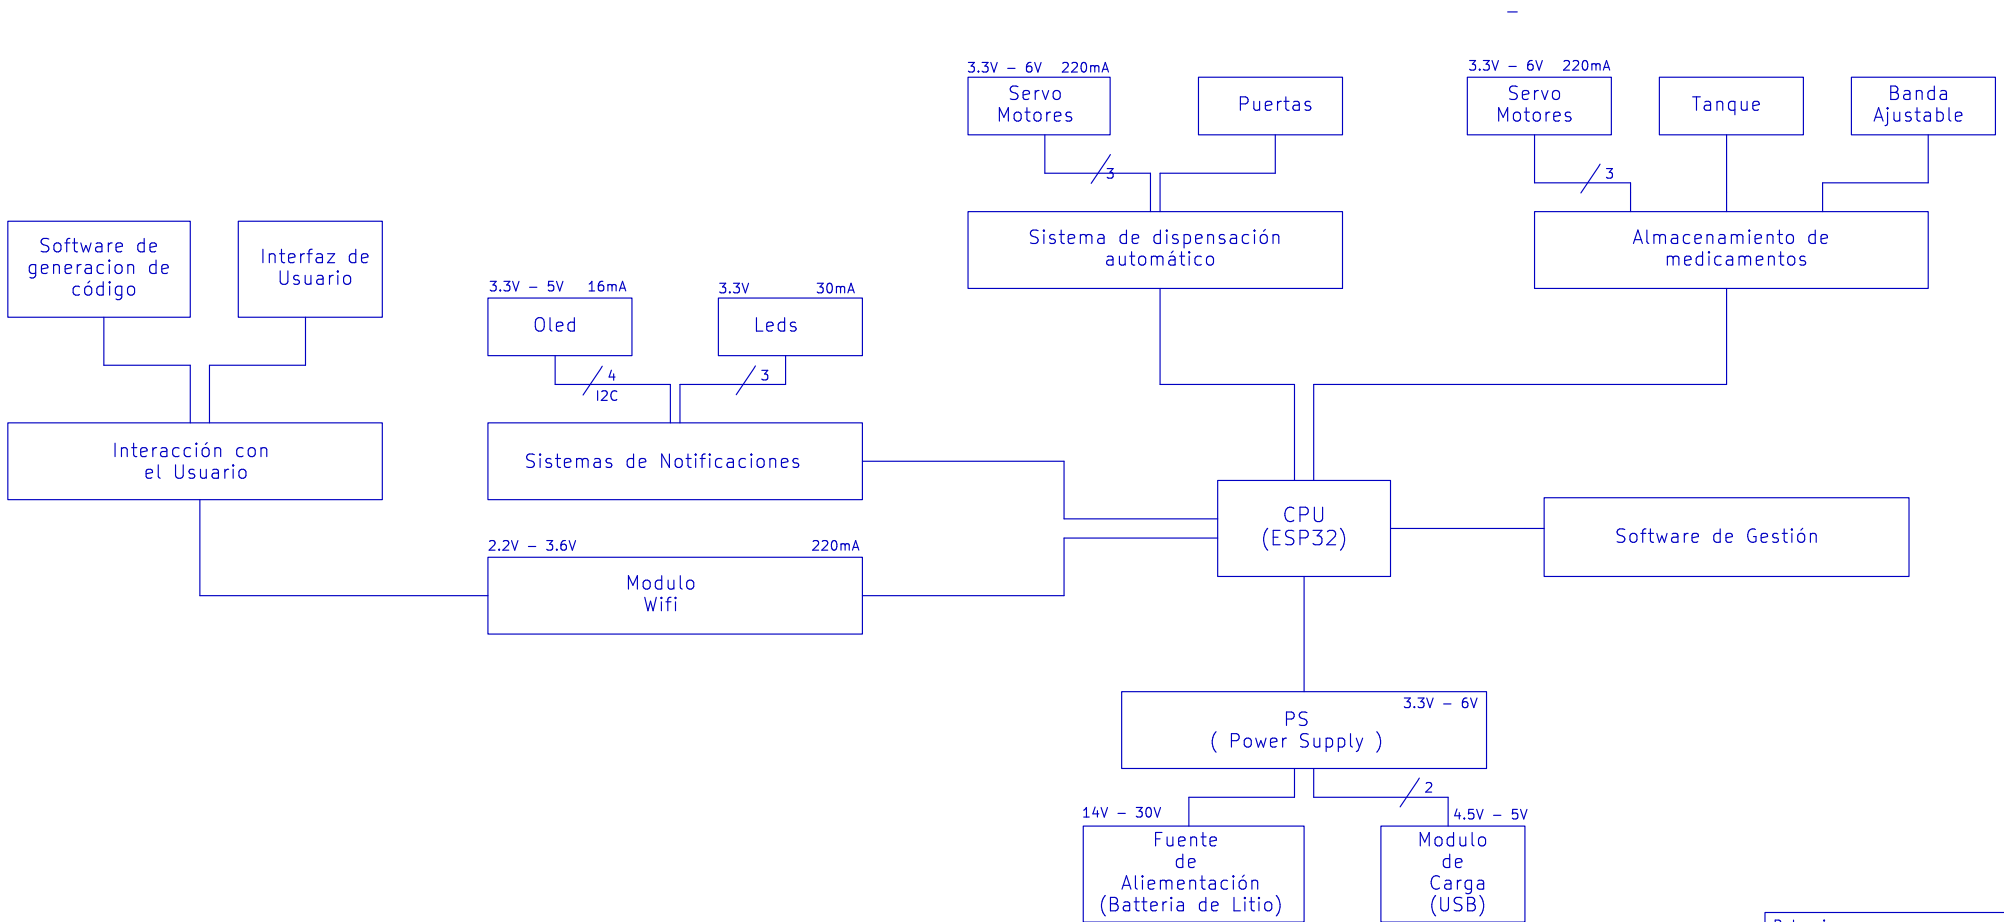 3.3V - 6V 220mA
Servo
Motores
3
Puertas
3.3V - 6V 220mA
Servo
Motores
3
Tanque
Banda
Ajustable
Sistema de dispensación
automático
Almacenamiento de
medicamentos
Software de
generacion de
código
Interfaz de
Usuario
3.3V - 5V 16mA
Oled
4
I2C
3.3V 30mA
Leds
3
Interacción con
el Usuario
Sistemas de Notificaciones
CPU
(ESP32)
Software de Gestión
2.2V - 3.6V 220mA
Modulo
Wifi
3.3V - 6V
PS
( Power Supply )
2
14V - 30V
Fuente
de
Aliementación
(Batteria de Litio)
4.5V - 5V
Modulo
de
Carga
(USB)